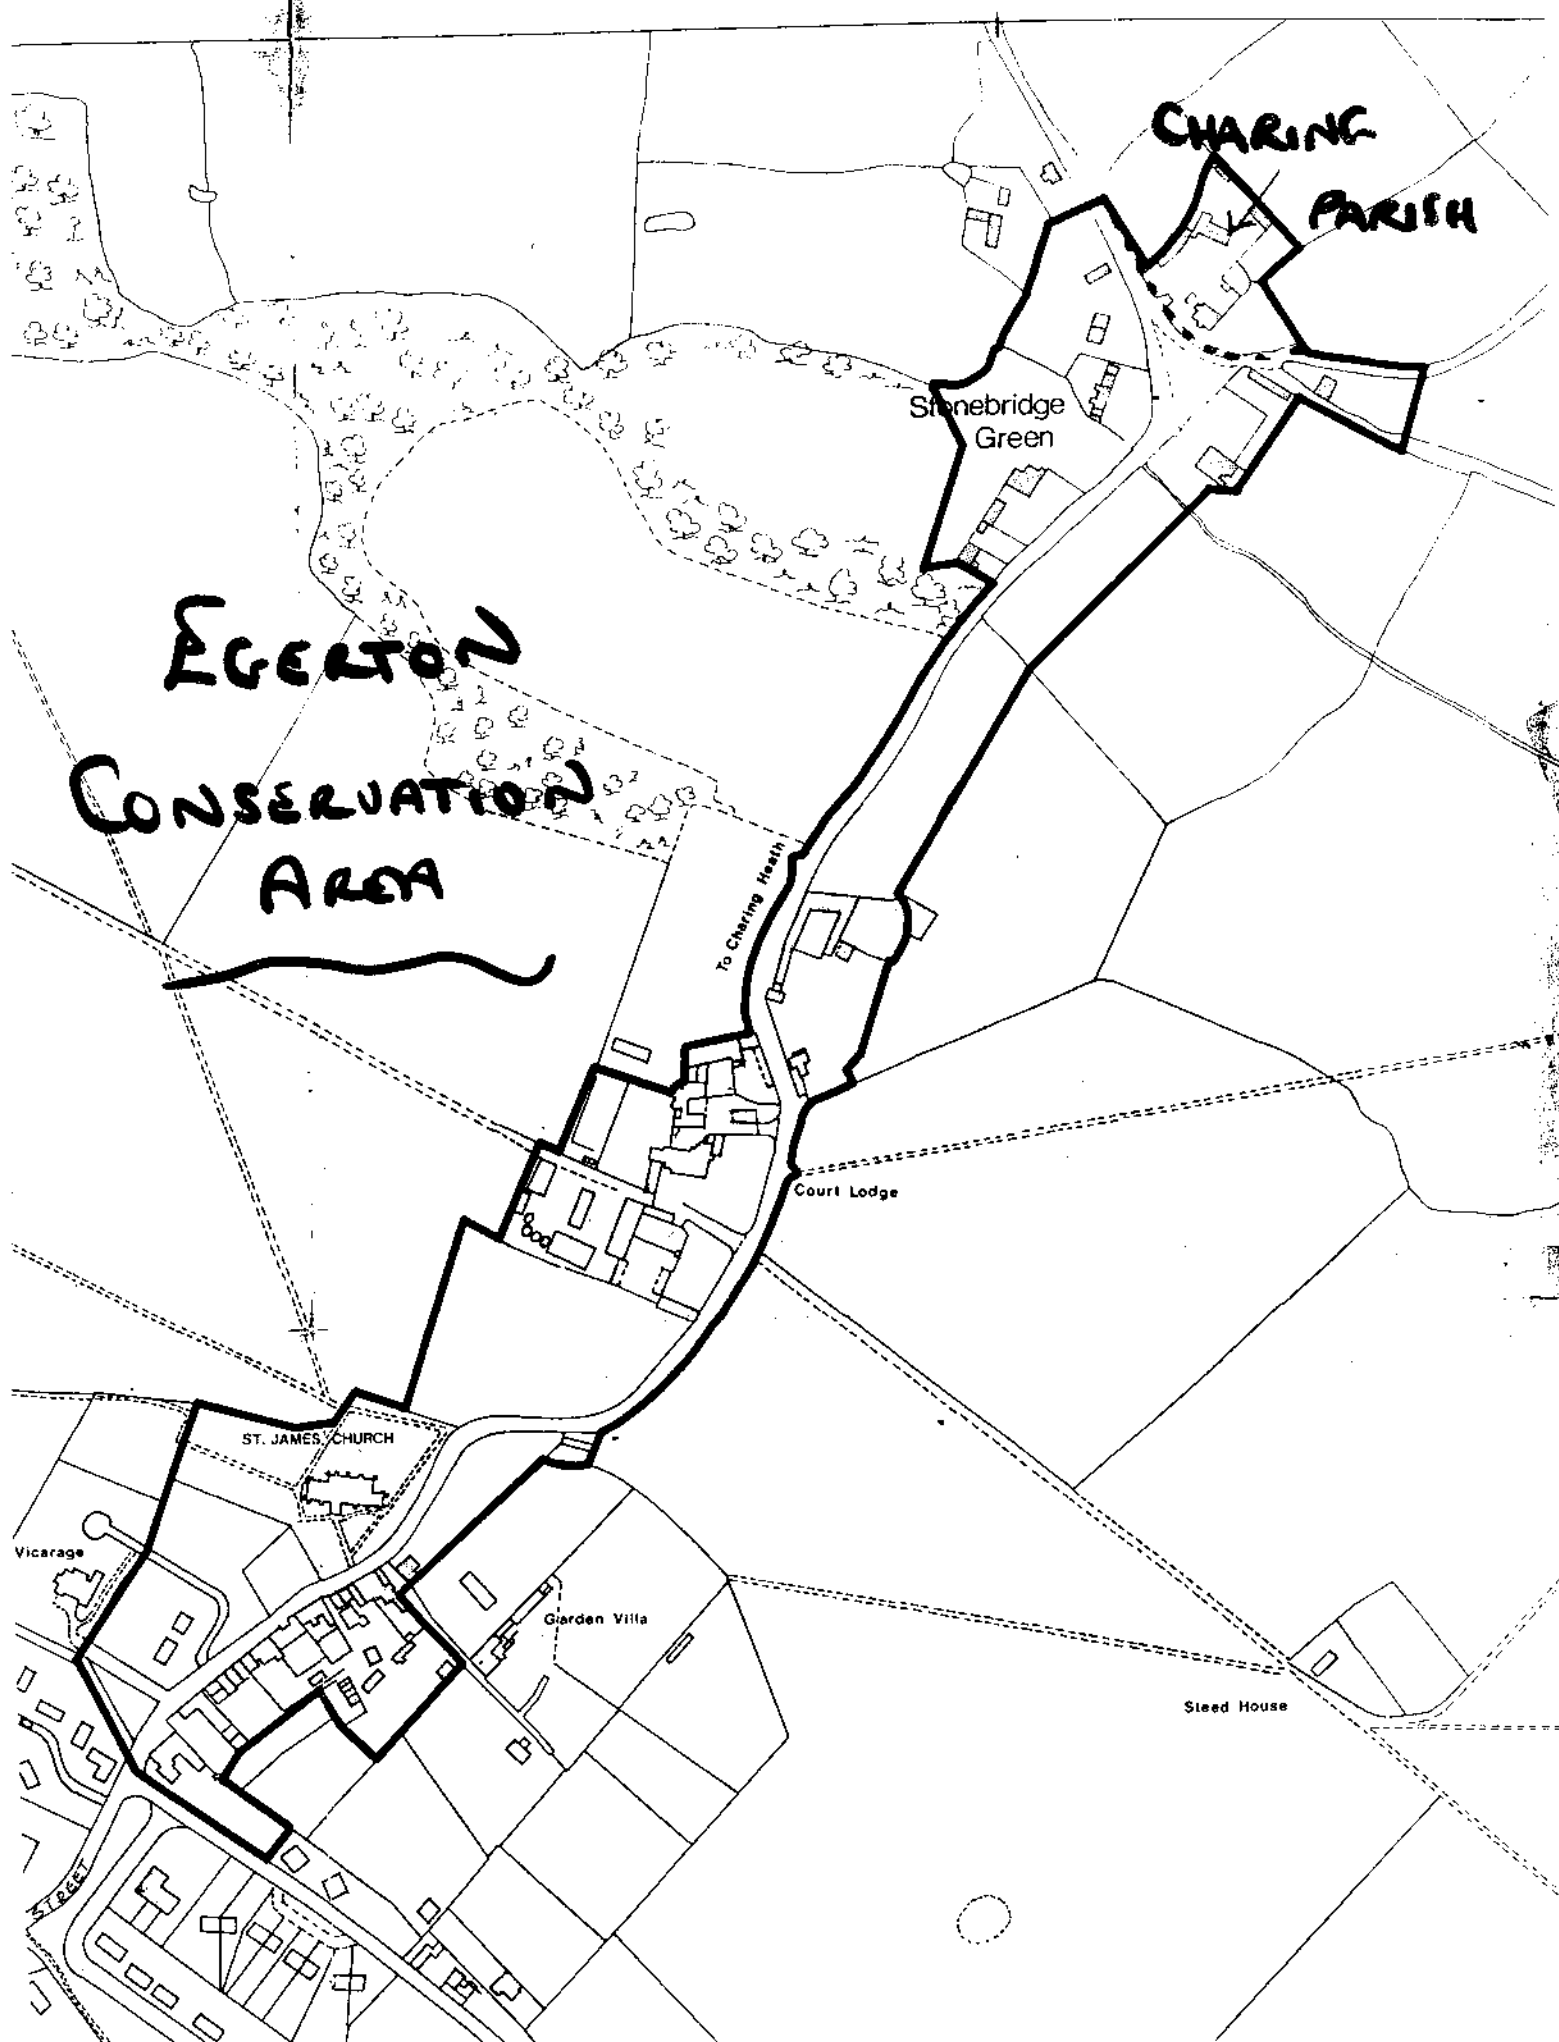 CHARING
PARISH
Stonebridge
Green
EGERTON
CONSERVATION
AREA
To Charing Heath
Court Lodge
ST. JAMES CHURCH
Vicarage
Garden Villa
Steed House
STREET